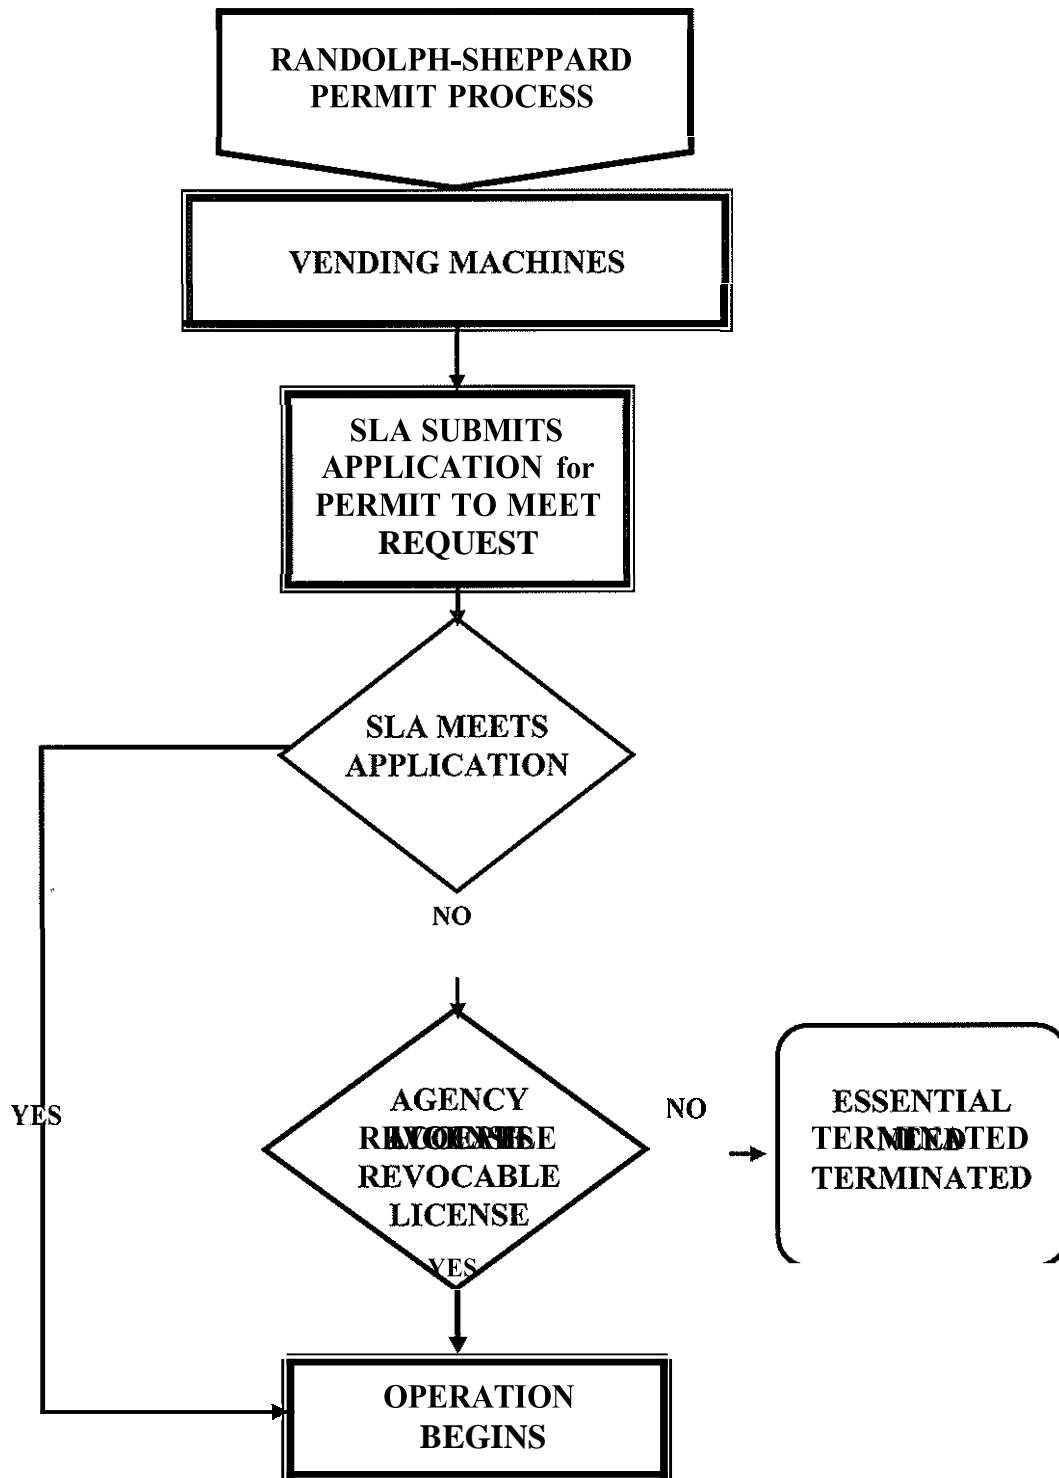 RANDOLPH-SHEPPARD
PERMIT PROCESS
VENDING MACHINES
SLA SUBMITS
APPLICATION for
PERMIT TO MEET
REQUEST
SLA MEETS
APPLICATION
NO
YES
AGENCY
REVOCABLE
LICENSE
YES
NO
ESSENTIAL
TERMINATED
TERMINATED
OPERATION
BEGINS